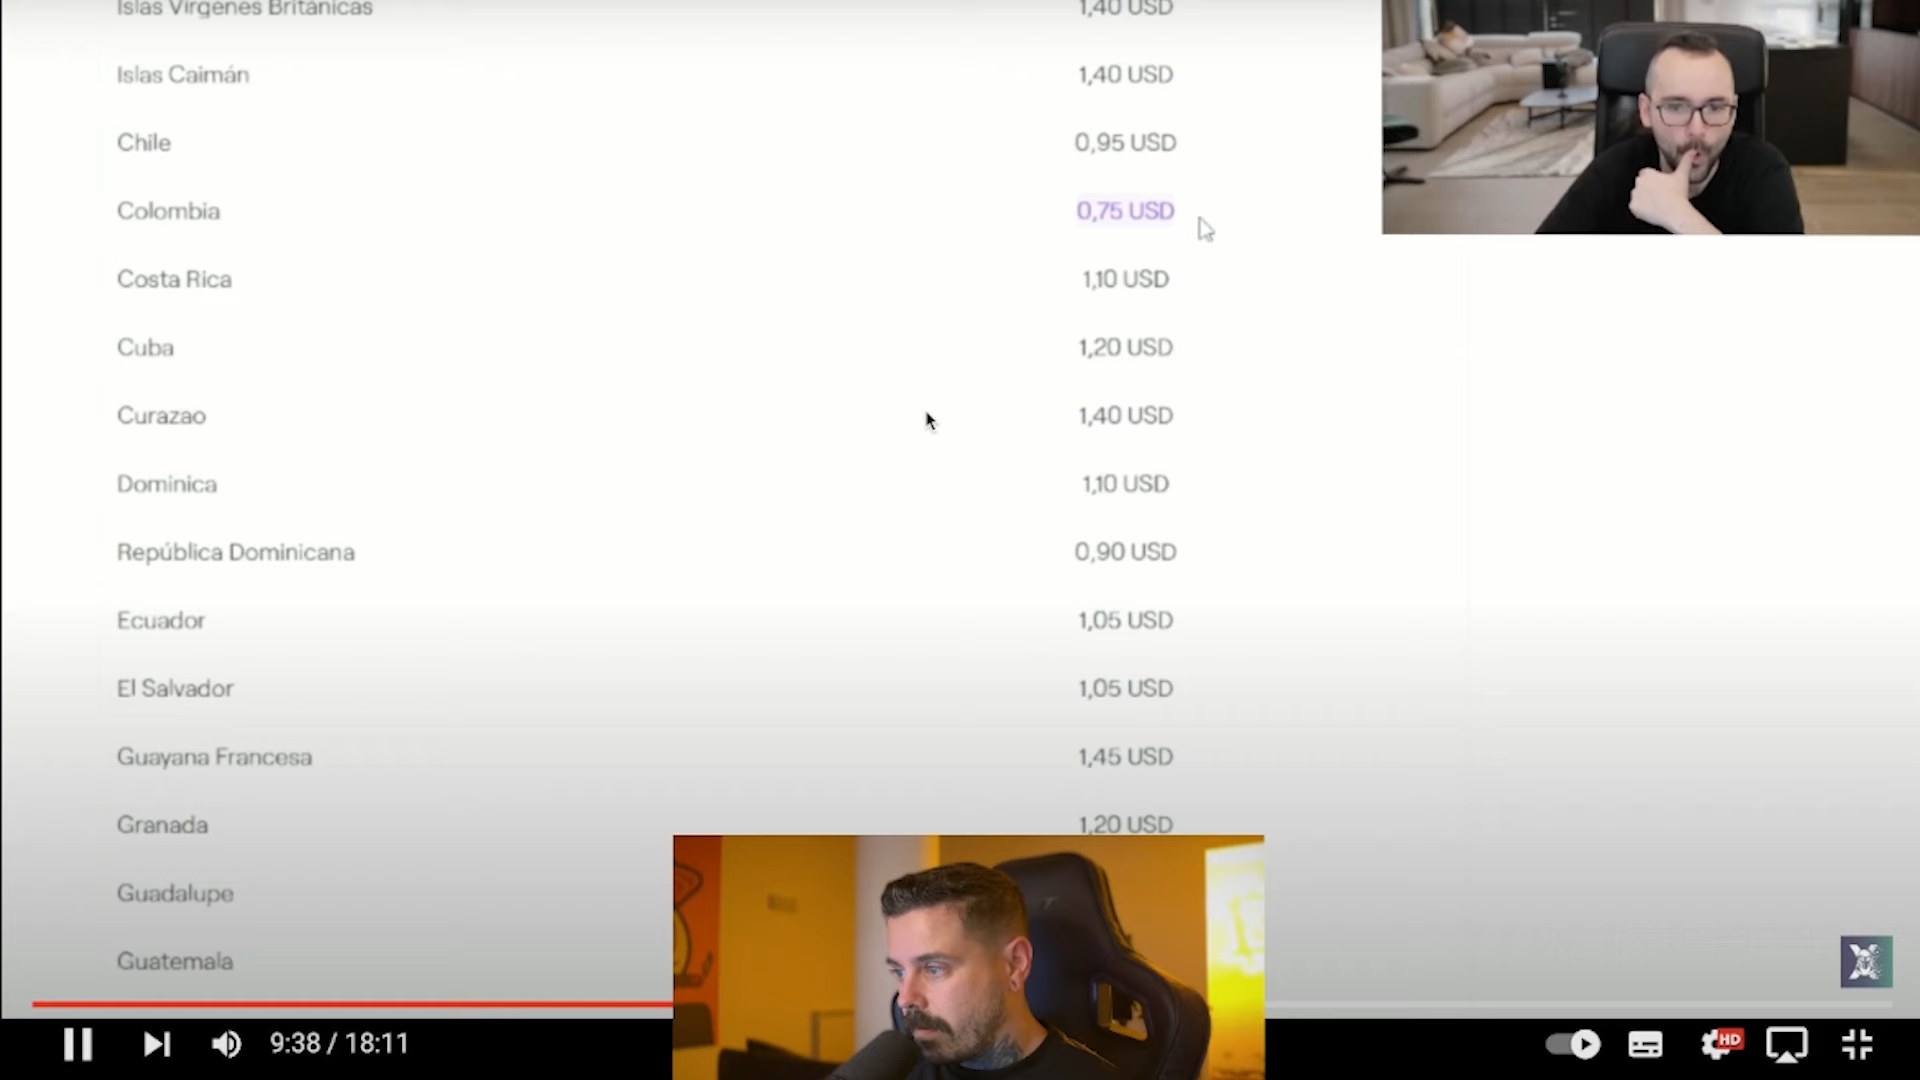 Islas Vírgenes Británicas 1,40 USD
Islas Caimán 1,40 USD
Chile 0,95 USD
Colombia 0,75 USD
Costa Rica 1,10 USD
Cuba 1,20 USD
Curazao 1,40 USD
Dominica 1,10 USD
República Dominicana 0,90 USD
Ecuador 1,05 USD
El Salvador 1,05 USD
Guayana Francesa 1,45 USD
Granada 1,20 USD
Guadalupe
Guatemala
9:38 / 18:11
HD